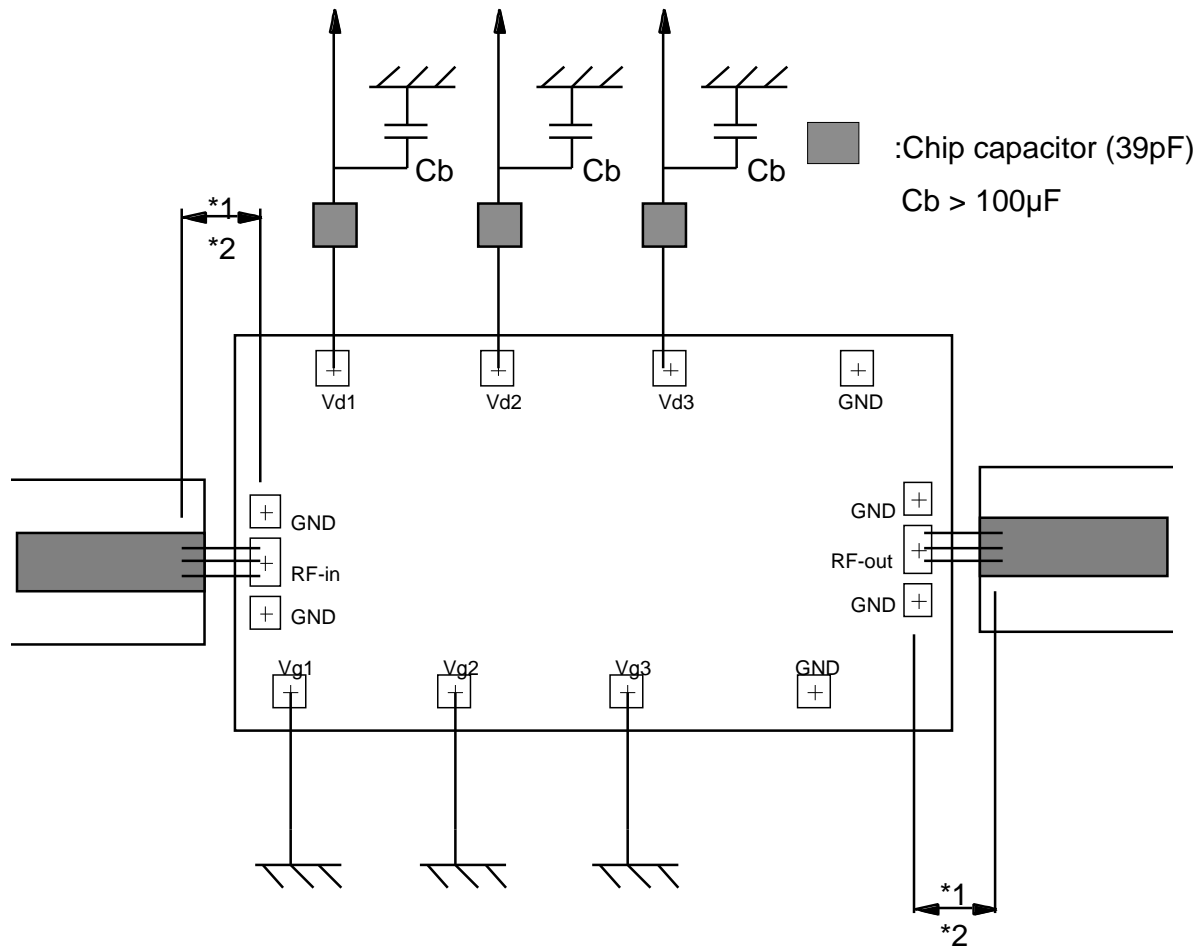 Cb
Cb
Cb
:Chip capacitor (39pF)
Cb > 100µF
*1
*2
Vd1
Vd2
Vd3
GND
GND
RF-in
GND
GND
RF-out
GND
Vg1
Vg2
Vg3
GND
*1
*2